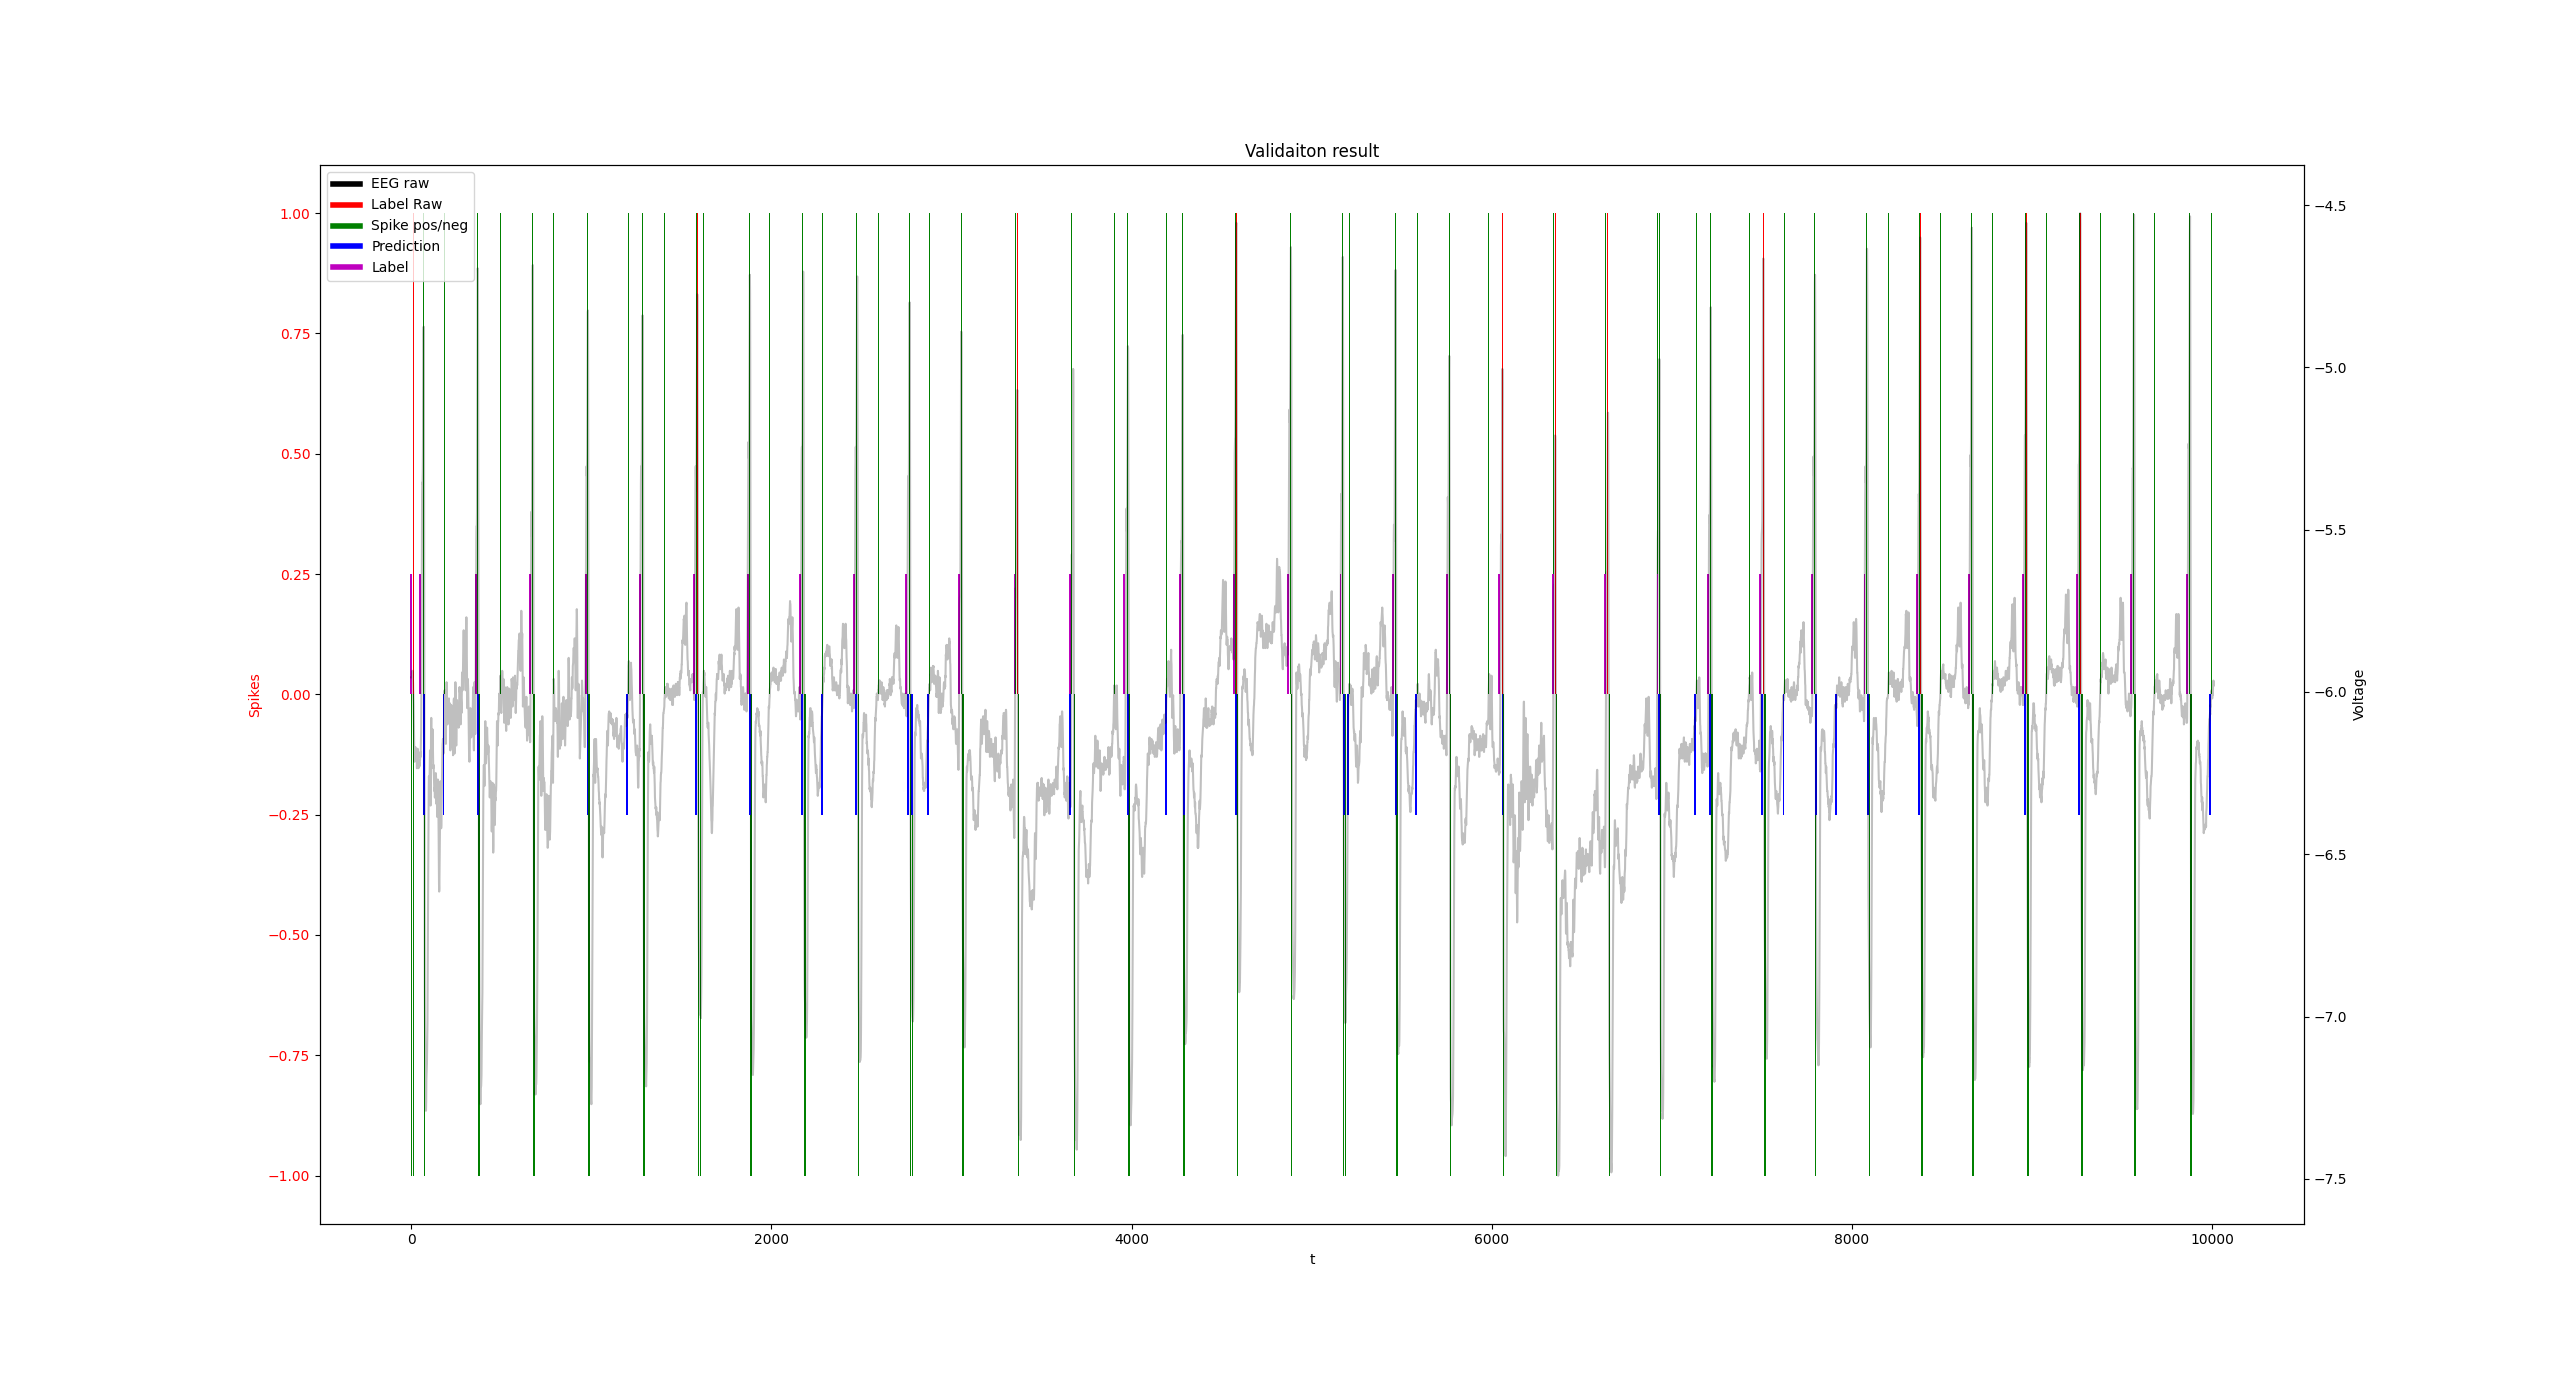 Validaiton result
EEG raw
Label Raw
Spike pos/neg
Prediction
Label
1.00
0.75
0.50
0.25
0.00
−0.25
−0.50
−0.75
−1.00
Spikes
−4.5
−5.0
−5.5
−6.0
−6.5
−7.0
−7.5
Voltage
0 2000 4000 6000 8000 10000
t